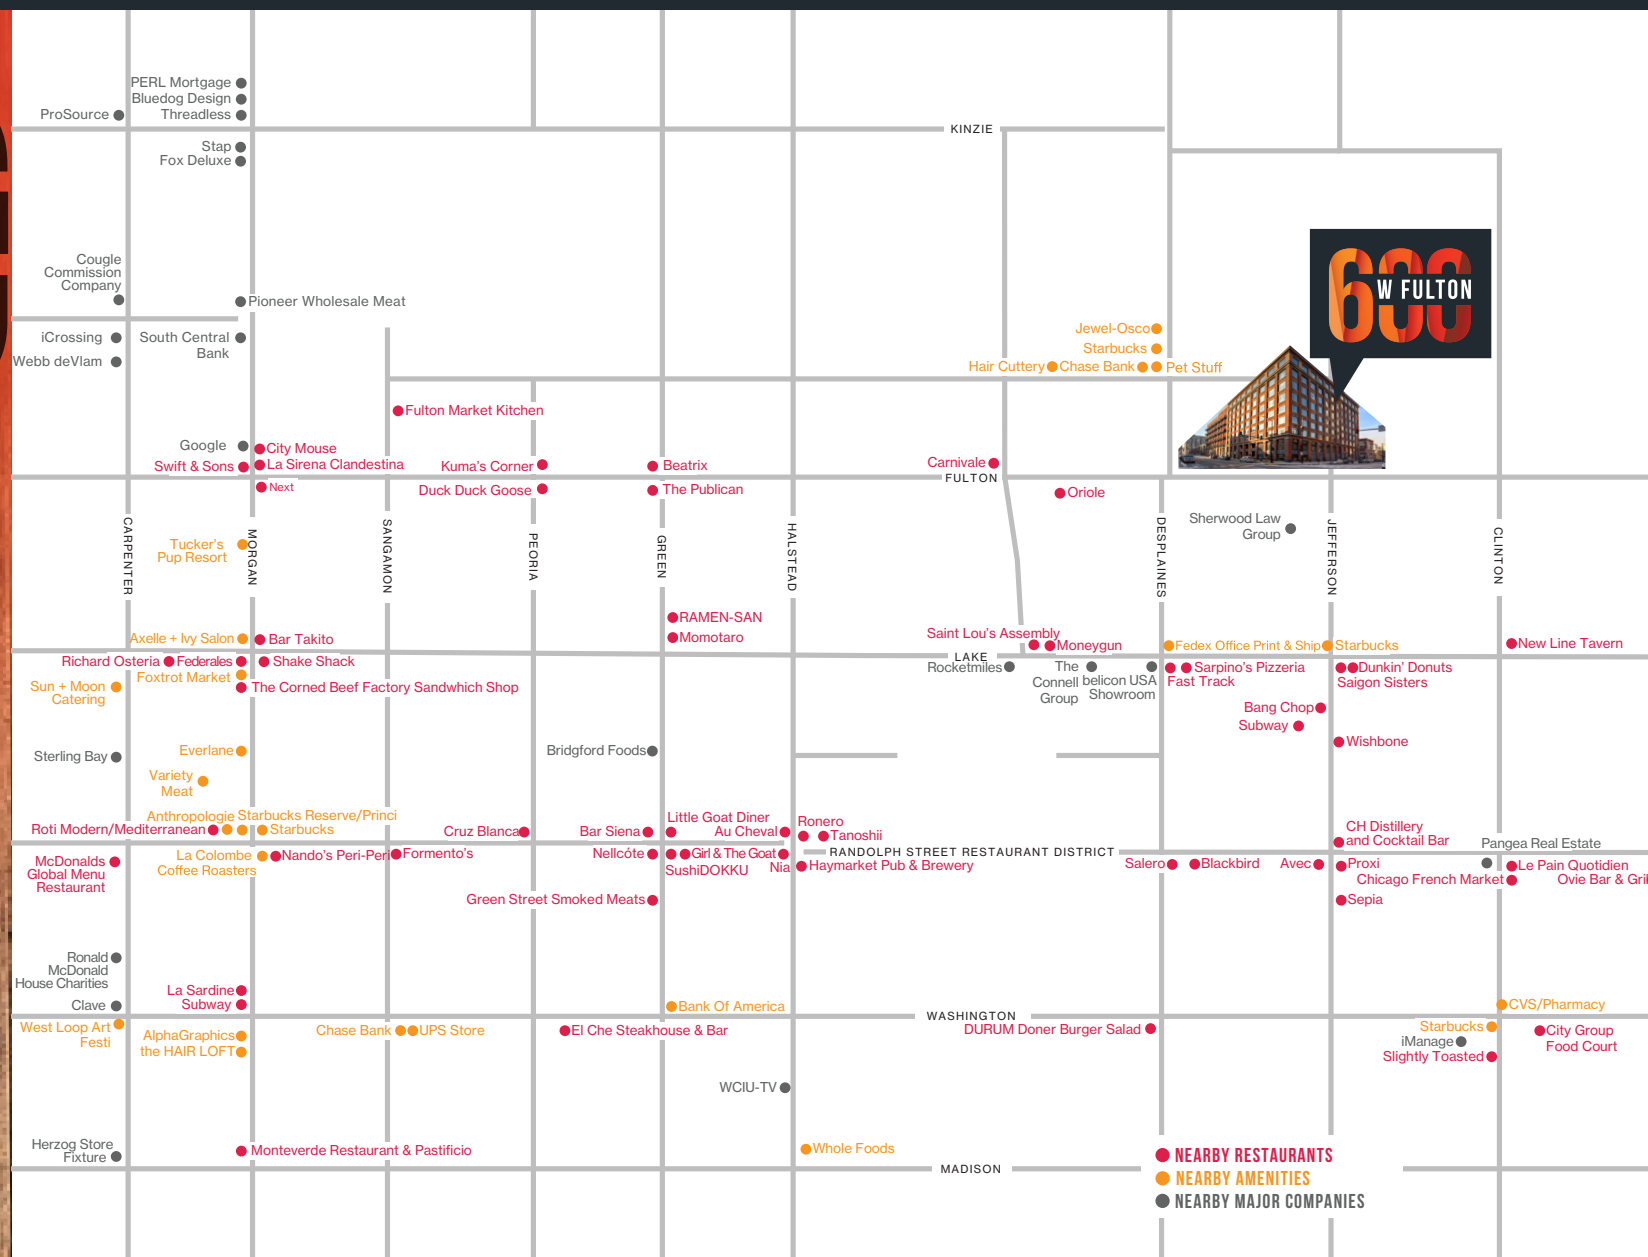 PERL Mortgage
Bluedog Design
ProSource
Threadless
KINZIE
Stap
Fox Deluxe
Cougle
Commission
Company
Pioneer Wholesale Meat
600
W FULTON
iCrossing
South Central
Bank
Webb deVlam
Jewel-Osco
Starbucks
Hair Cuttery
Chase Bank
Pet Stuff
Fulton Market Kitchen
Google
City Mouse
Swift & Sons
La Sirena Clandestina
Kuma's Corner
Beatrix
Carnivale
FULTON
Next
Duck Duck Goose
The Publican
Oriole
Sherwood Law
Group
CARPENTER
MORGAN
SANGAMON
PEORIA
GREEN
HALSTEAD
DESPLAINES
JEFFERSON
CLINTON
Tucker's
Pup Resort
RAMEN-SAN
Momotaro
Axelle + Ivy Salon
Bar Takito
Saint Lou's Assembly
Moneygun
Fedex Office Print & Ship
Starbucks
New Line Tavern
LAKE
Richard Osteria
Federales
Shake Shack
Foxtrot Market
Sun + Moon
Catering
The Corned Beef Factory Sandwhich Shop
Rocketmiles
The
Connell
Group
belicon USA
Showroom
Sarpino's Pizzeria
Fast Track
Dunkin' Donuts
Saigon Sisters
Bang Chop
Subway
Wishbone
Sterling Bay
Everlane
Bridgford Foods
Variety
Meat
Anthropologie
Starbucks Reserve/Princi
Roti Modern/Mediterranean
Starbucks
Cruz Blanca
Bar Siena
Little Goat Diner
Au Cheval
Ronero
Tanoshii
CH Distillery
and Cocktail Bar
Pangea Real Estate
RANDOLPH STREET RESTAURANT DISTRICT
McDonalds
Global Menu
Restaurant
La Colombe
Coffee Roasters
Nando's Peri-Peri
Formento's
Nellcóte
Girl & The Goat
SushiDOKKU
Nia
Haymarket Pub & Brewery
Salero
Blackbird
Avec
Proxi
Le Pain Quotidien
Chicago French Market
Ovie Bar & Gril
Green Street Smoked Meats
Sepia
Ronald
McDonald
House Charities
Clave
La Sardine
Subway
Bank Of America
CVS/Pharmacy
WASHINGTON
West Loop Art
Festi
AlphaGraphics
the HAIR LOFT
Chase Bank
UPS Store
El Che Steakhouse & Bar
DURUM Doner Burger Salad
Starbucks
iManage
Slightly Toasted
City Group
Food Court
WCIU-TV
Herzog Store
Fixture
Monteverde Restaurant & Pastificio
Whole Foods
MADISON
NEARBY RESTAURANTS
NEARBY AMENITIES
NEARBY MAJOR COMPANIES